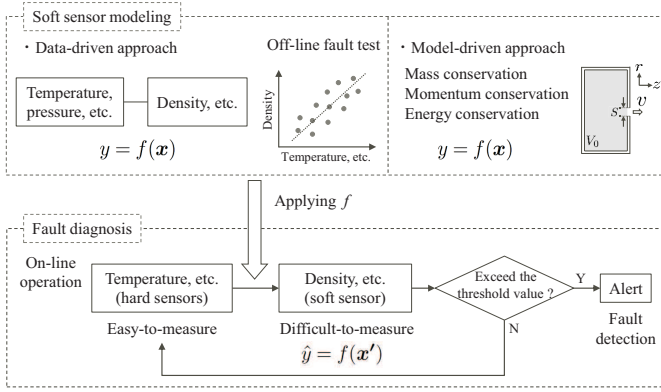 Soft sensor modeling
・Data-driven approach
Off-line fault test
Temperature,
pressure, etc.
Density, etc.
y = f(x)
Density
Temperature, etc.
・Model-driven approach
Mass conservation
Momentum conservation
Energy conservation
y = f(x)
r
z
v
S
V₀
Applying f
Fault diagnosis
On-line
operation
Temperature, etc.
(hard sensors)
Easy-to-measure
Density, etc.
(soft sensor)
Difficult-to-measure
ŷ = f(x′)
Exceed the
threshold value ?
Y
N
Alert
Fault
detection